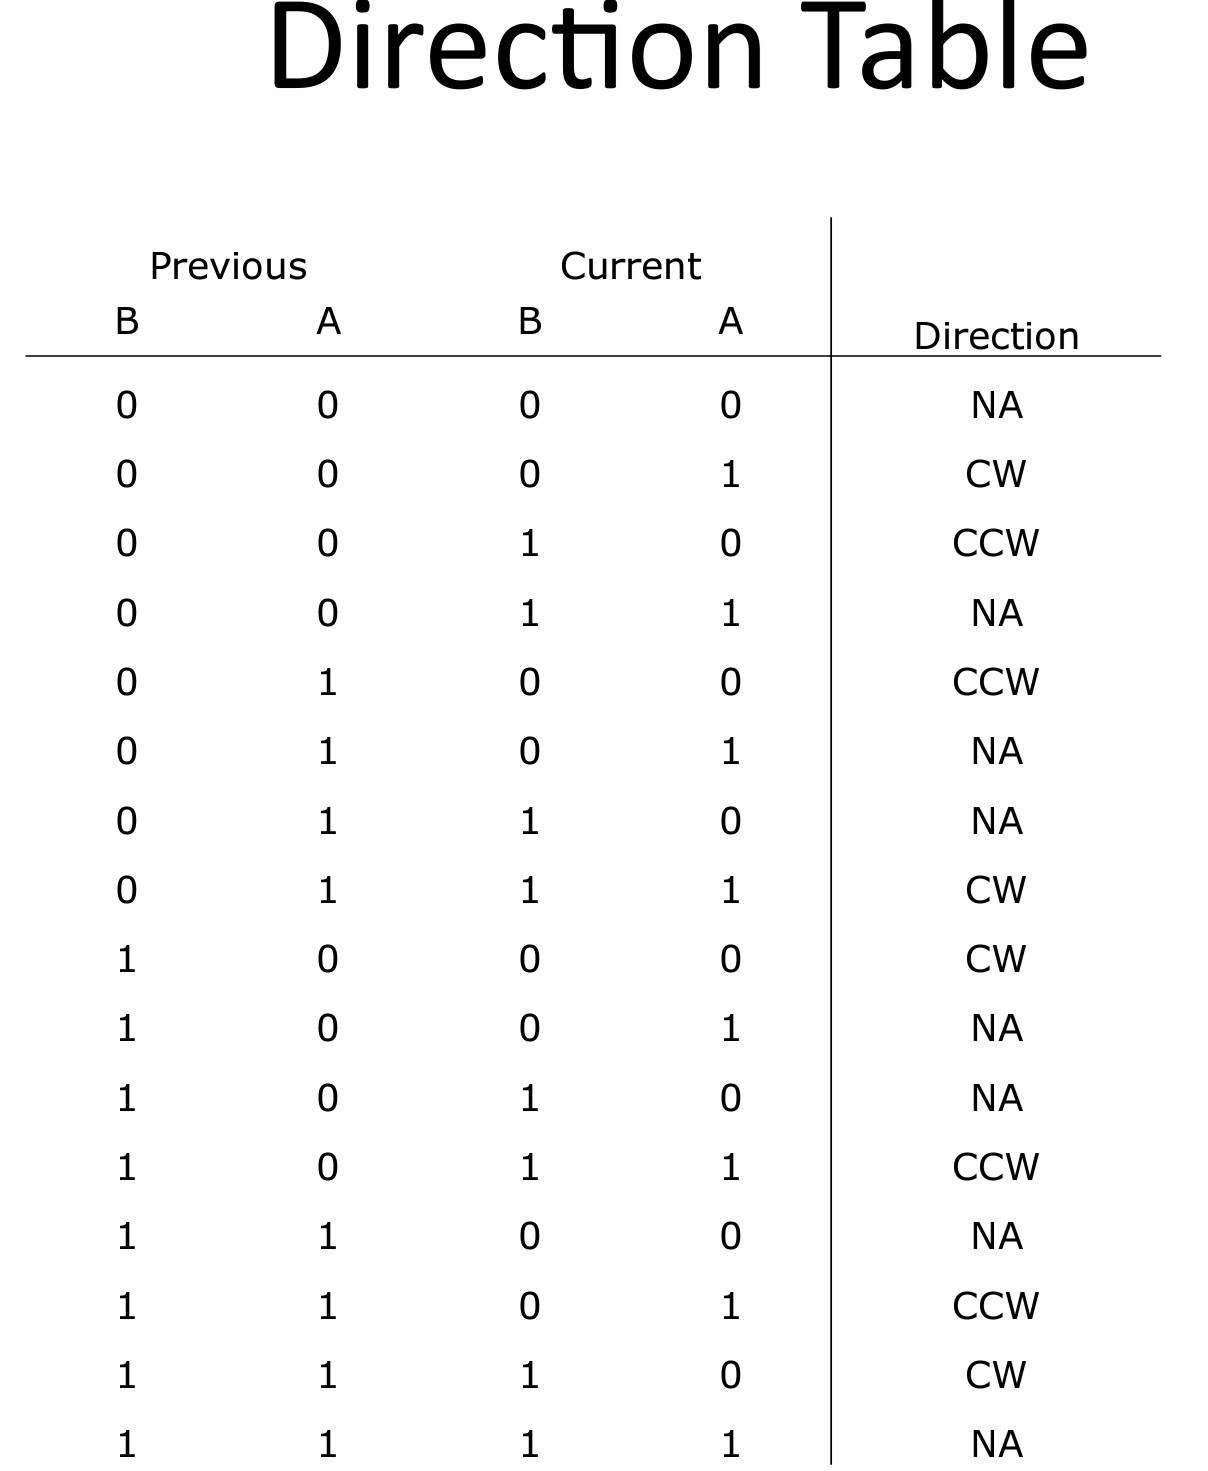 Direction Table
Previous Current
B A B A Direction
0 0 0 0 NA
0 0 0 1 CW
0 0 1 0 CCW
0 0 1 1 NA
0 1 0 0 CCW
0 1 0 1 NA
0 1 1 0 NA
0 1 1 1 CW
1 0 0 0 CW
1 0 0 1 NA
1 0 1 0 NA
1 0 1 1 CCW
1 1 0 0 NA
1 1 0 1 CCW
1 1 1 0 CW
1 1 1 1 NA